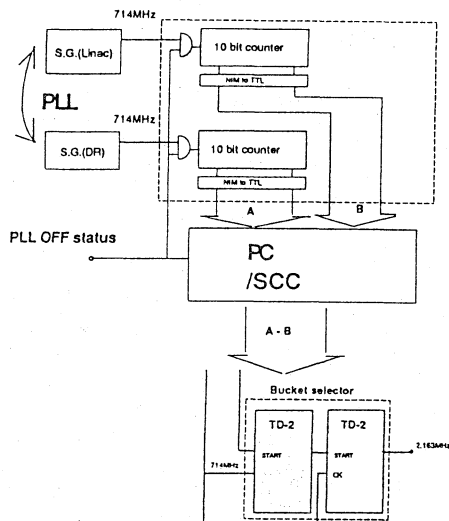 714MHz
S.G.(Linac)
10 bit counter
NIM to TTL
PLL
714MHz
S.G.(DR)
10 bit counter
NIM to TTL
A
B
PLL OFF status
PC
/SCC
A - B
Bucket selector
TD-2
TD-2
START
START
2.163MHz
714MHz
CK